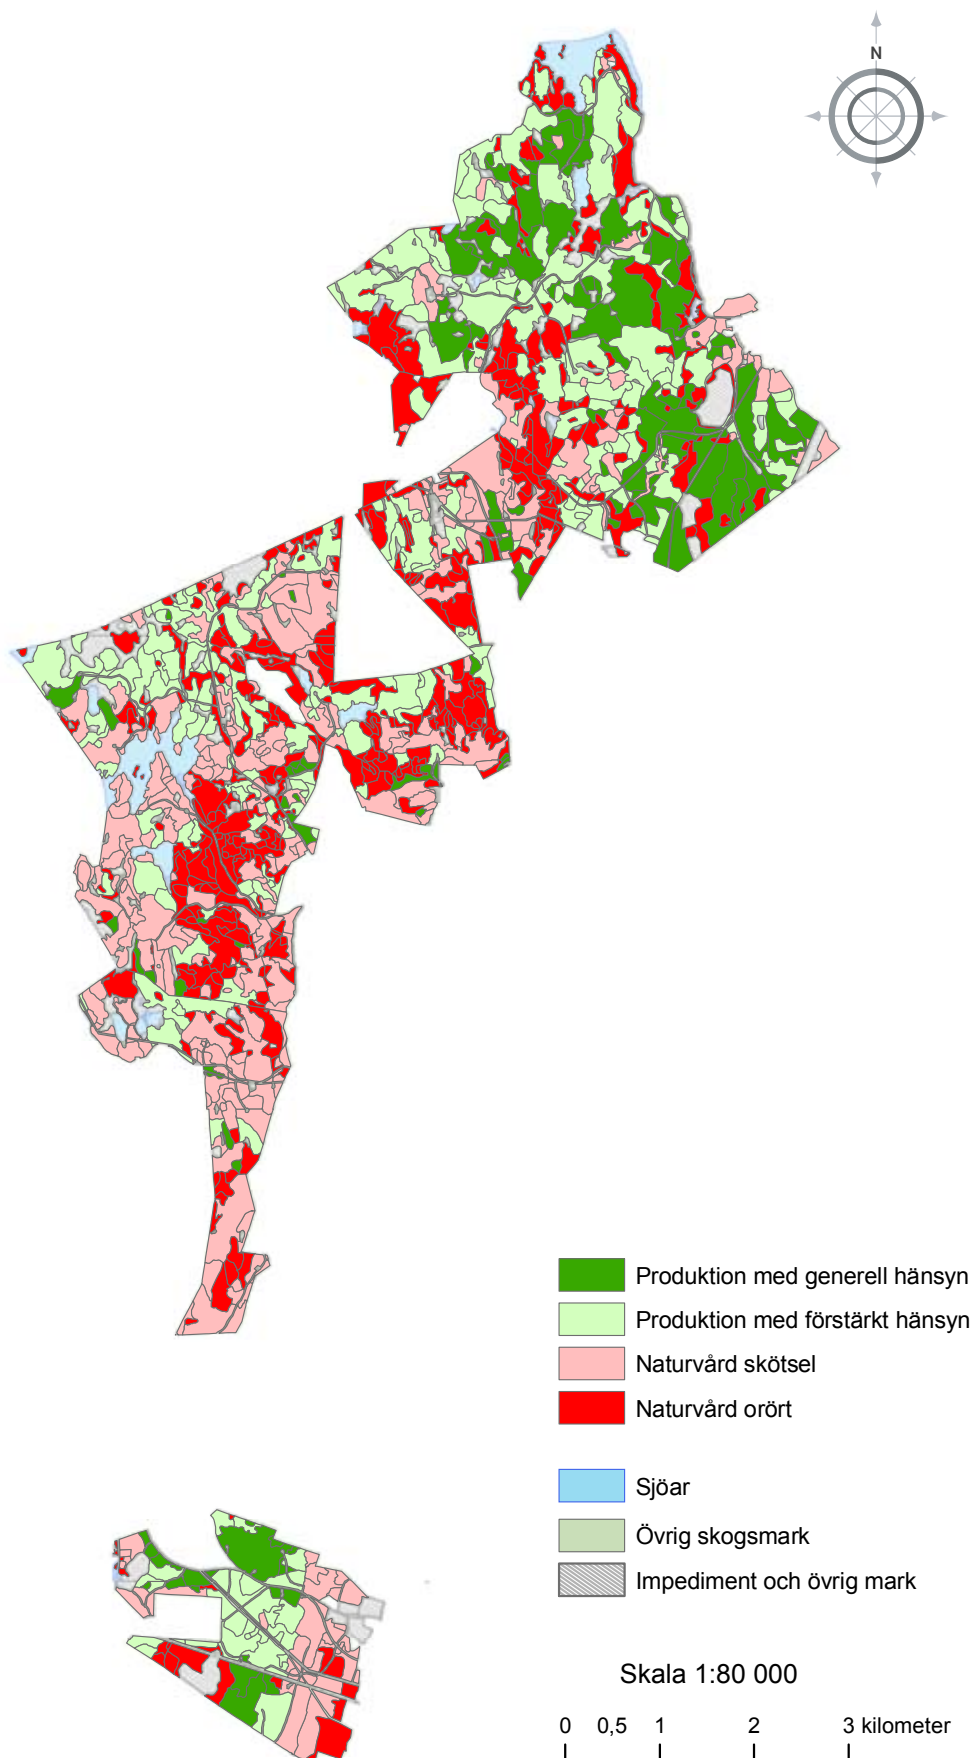 N
Produktion med generell hänsyn
Produktion med förstärkt hänsyn
Naturvård skötsel
Naturvård orört
Sjöar
Övrig skogsmark
Impediment och övrig mark
Skala 1:80 000
0 0,5 1 2 3 kilometer